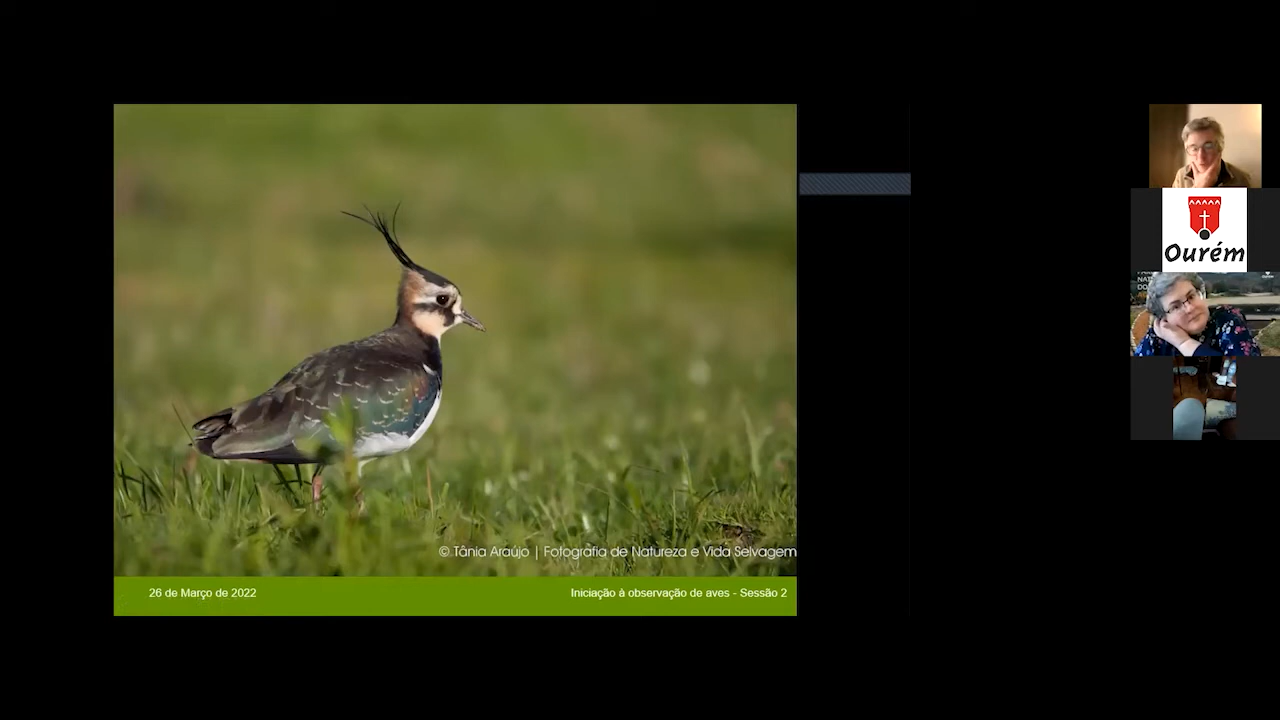 © Tânia Araújo | Fotografia de Natureza e Vida Selvagem
26 de Março de 2022
Iniciação à observação de aves - Sessão 2
Ourém